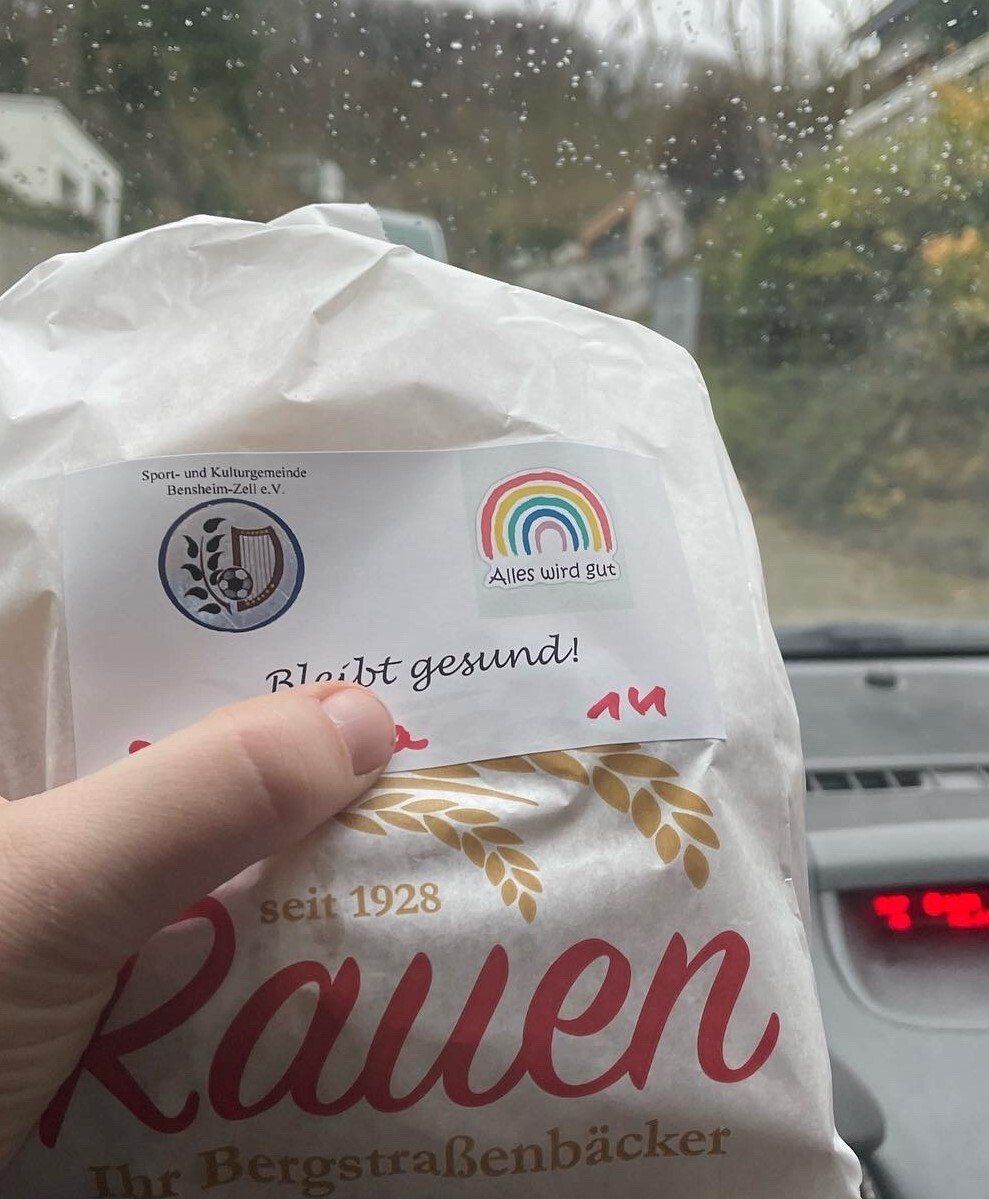 Sport- und Kulturgemeinde
Bensheim-Zell e.V.
Alles wird gut
Bleibt gesund!
14
seit 1928
Rauen
Ihr Bergstraßenbäcker